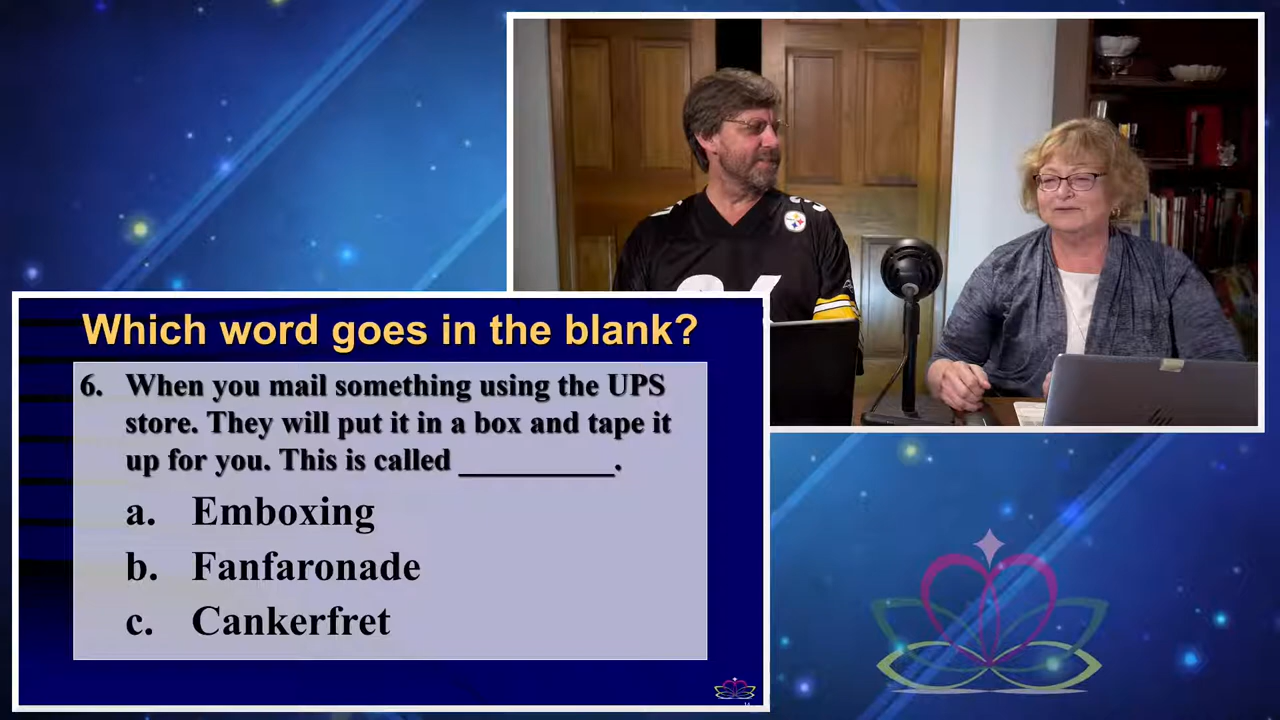 Which word goes in the blank?
6. When you mail something using the UPS
store. They will put it in a box and tape it
up for you. This is called __________.
a. Emboxing
b. Fanfaronade
c. Cankerfret